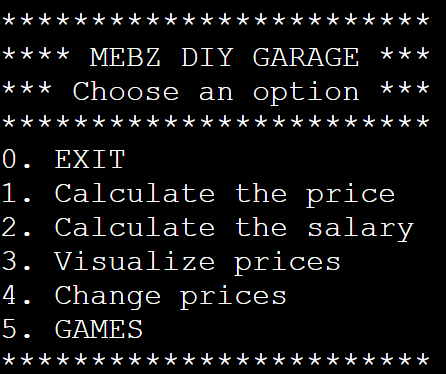 ************************
**** MEBZ DIY GARAGE ***
*** Choose an option ***
************************
0. EXIT
1. Calculate the price
2. Calculate the salary
3. Visualize prices
4. Change prices
5. GAMES
************************